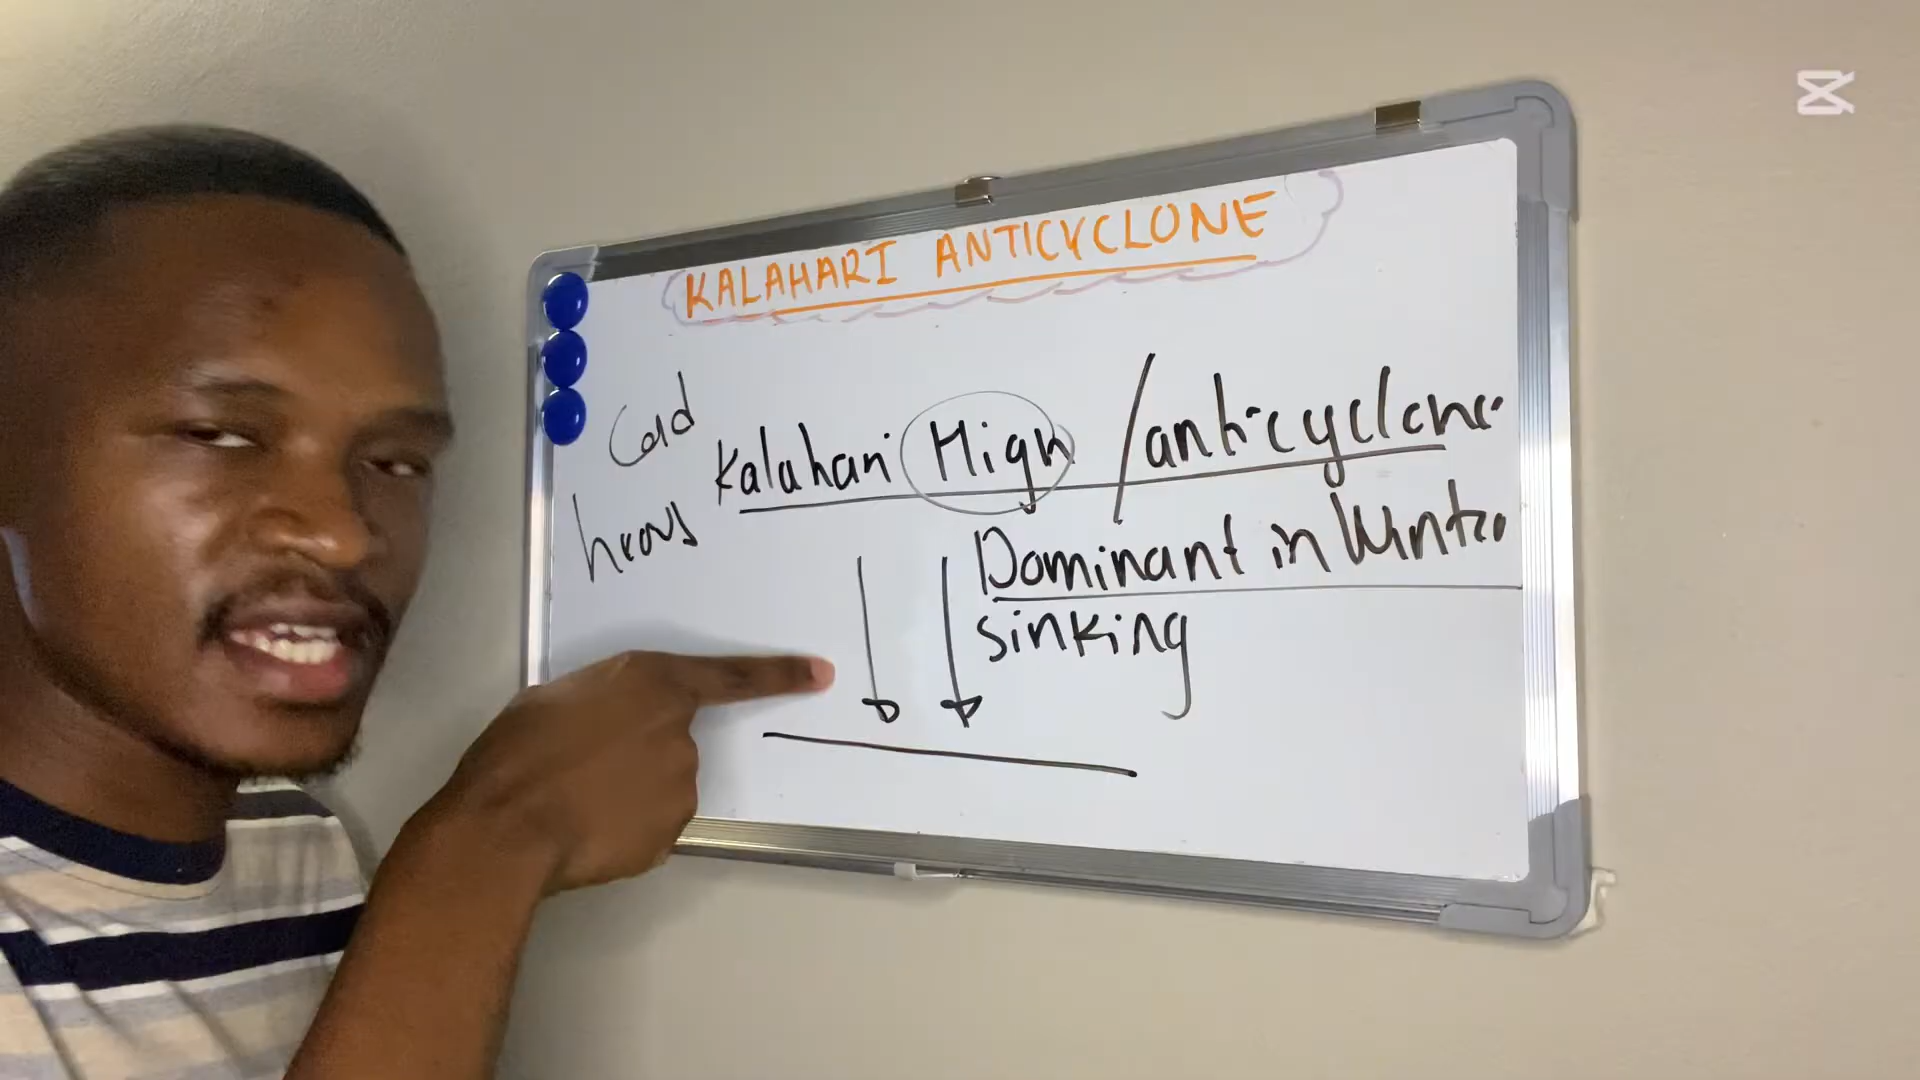 KALAHARI ANTICYCLONE
Cold
Kalahari High / anticyclone
Dominant in Winter
sinking